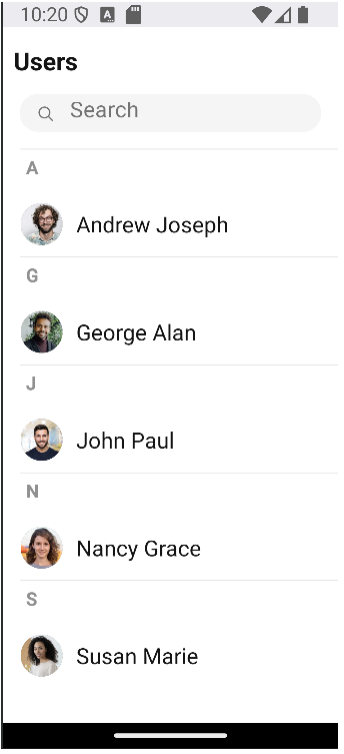 10:20
Users
Search
A
Andrew Joseph
G
George Alan
J
John Paul
N
Nancy Grace
S
Susan Marie